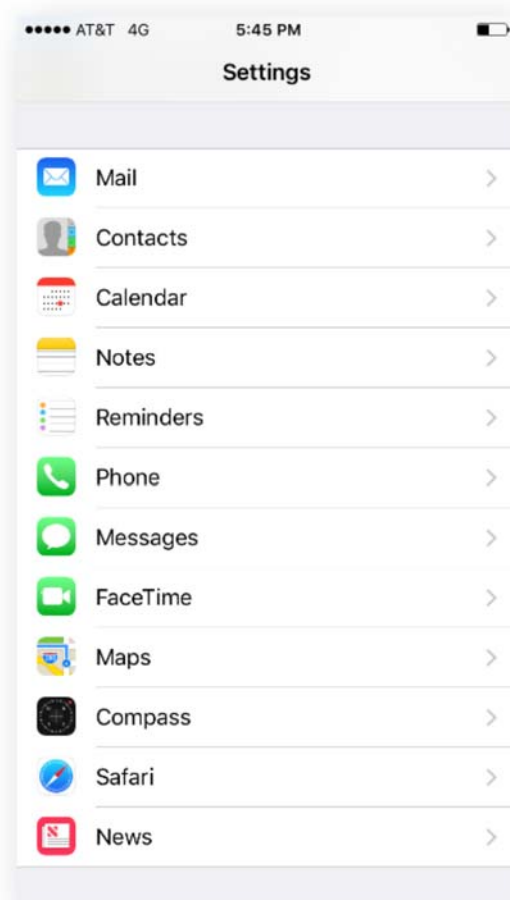 AT&T 4G 5:45 PM
Settings
Mail
Contacts
Calendar
Notes
Reminders
Phone
Messages
FaceTime
Maps
Compass
Safari
News